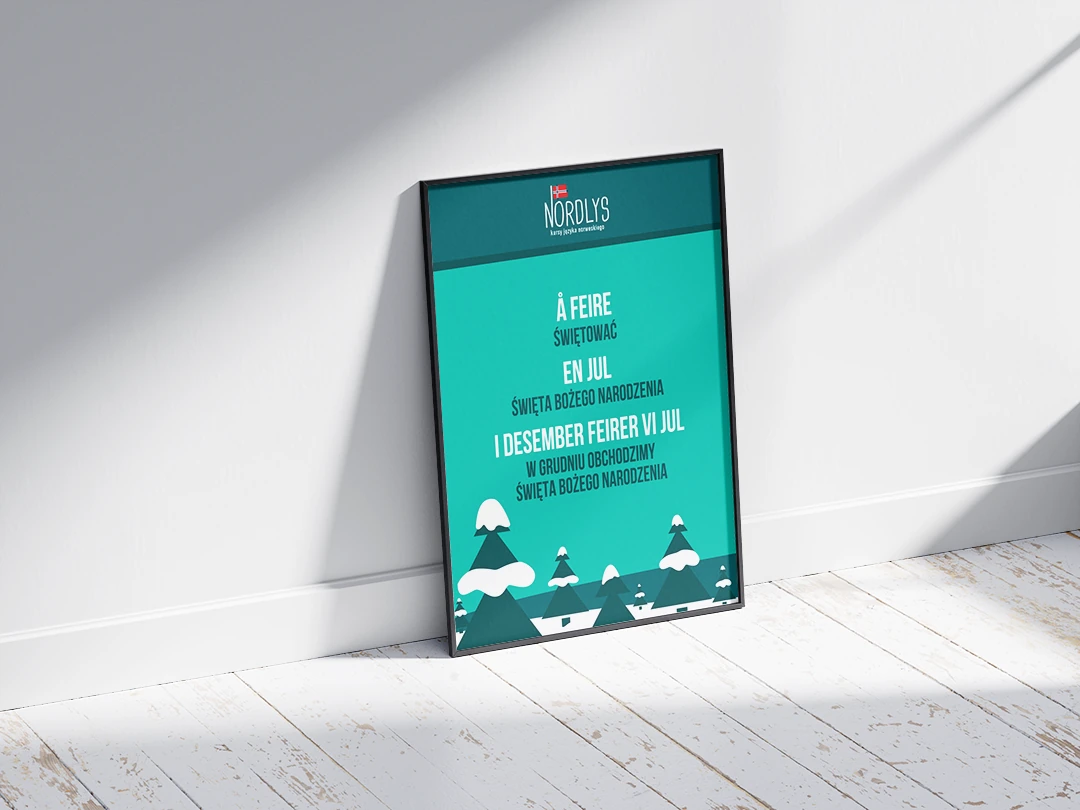 NORDLYS
kursy języka norweskiego
Å FEIRE
ŚWIĘTOWAĆ
EN JUL
ŚWIĘTA BOŻEGO NARODZENIA
I DESEMBER FEIRER VI JUL
W GRUDNIU OBCHODZIMY
ŚWIĘTA BOŻEGO NARODZENIA